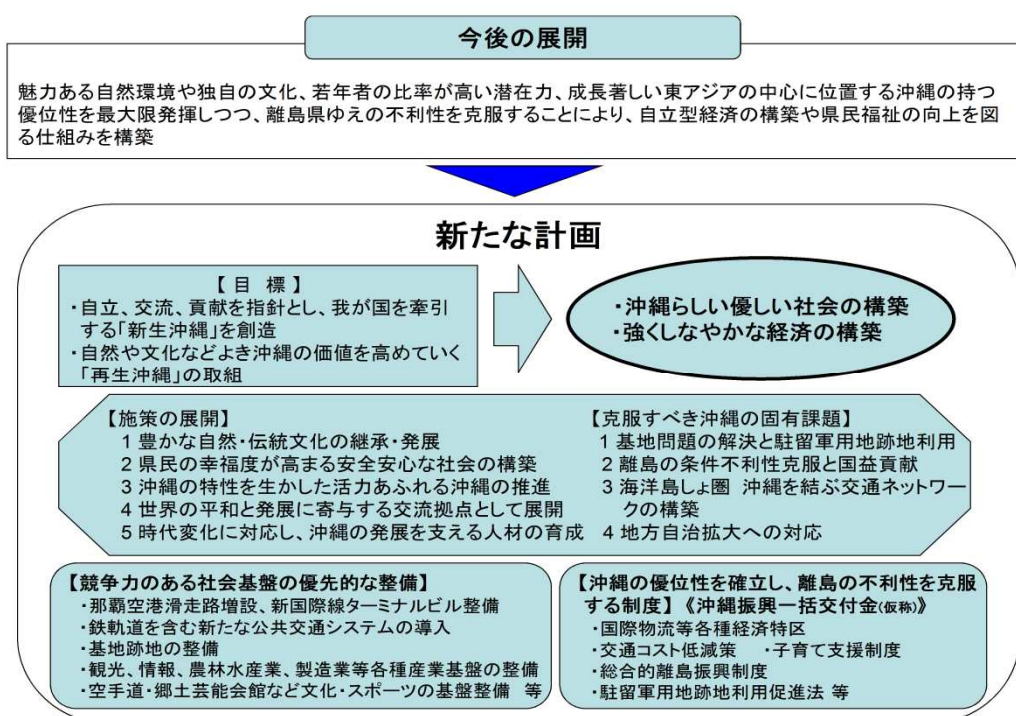 今後の展開
魅力ある自然環境や独自の文化、若年者の比率が高い潜在力、成長著しい東アジアの中心に位置する沖縄の持つ
優位性を最大限発揮しつつ、離島県ゆえの不利性を克服することにより、自立型経済の構築や県民福祉の向上を図
る仕組みを構築
新たな計画
【 目　標 】
・自立、交流、貢献を指針とし、我が国を牽引
する「新生沖縄」を創造
・自然や文化などよき沖縄の価値を高めていく
「再生沖縄」の取組
・沖縄らしい優しい社会の構築
・強くしなやかな経済の構築
【施策の展開】
1 豊かな自然・伝統文化の継承・発展
2 県民の幸福度が高まる安全安心な社会の構築
3 沖縄の特性を生かした活力あふれる沖縄の推進
4 世界の平和と発展に寄与する交流拠点として展開
5 時代変化に対応し、沖縄の発展を支える人材の育成
【克服すべき沖縄の固有課題】
1 基地問題の解決と駐留軍用地跡地利用
2 離島の条件不利性克服と国益貢献
3 海洋島しょ圏　沖縄を結ぶ交通ネットワー
クの構築
4 地方自治拡大への対応
【競争力のある社会基盤の優先的な整備】
・那覇空港滑走路増設、新国際線ターミナルビル整備
・鉄軌道を含む新たな公共交通システムの導入
・基地跡地の整備
・観光、情報、農林水産業、製造業等各種産業基盤の整備
・空手道・郷土芸能会館など文化・スポーツの基盤整備　等
【沖縄の優位性を確立し、離島の不利性を克服
する制度】《沖縄振興一括交付金(仮称)》
・国際物流等各種経済特区
・交通コスト低減策　・子育て支援制度
・総合的離島振興制度
・駐留軍用地跡地利用促進法 等